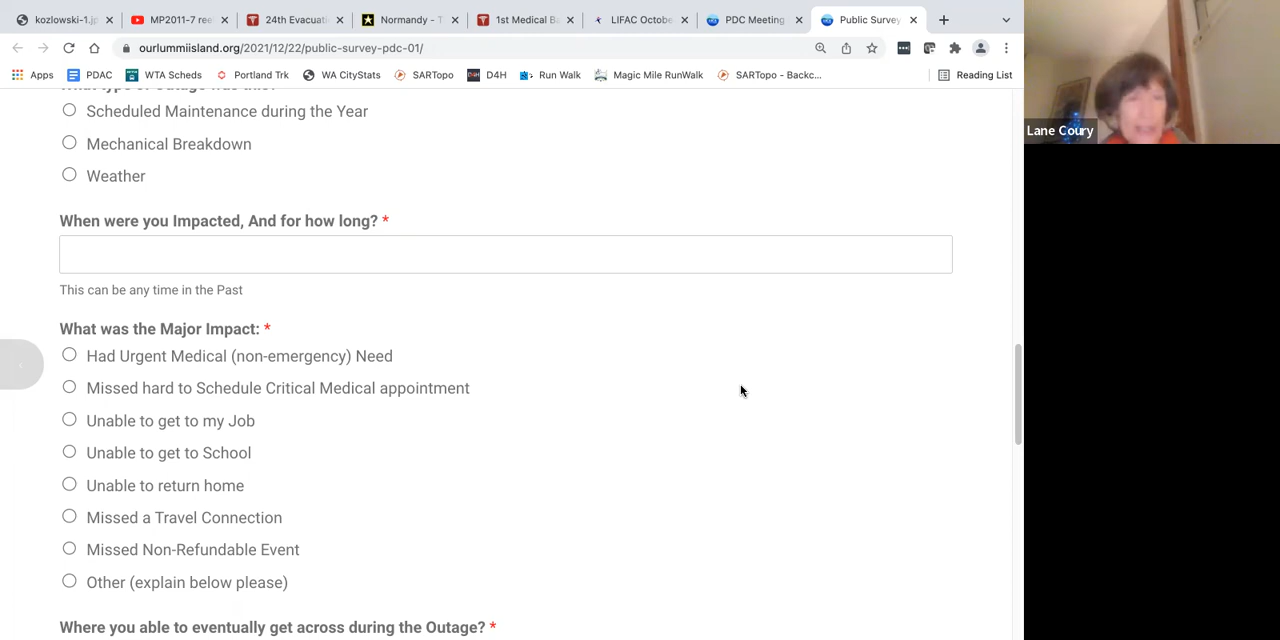 kozlowski-1.j
MP2011-7 re
24th Evacuati
Normandy - T
1st Medical Ba
LIFAC Octobe
PDC Meeting
Public Survey
ourlummiisland.org/2021/12/22/public-survey-pdc-01/
Apps
PDAC
WTA Scheds
Portland Trk
WA CityStats
SARTopo
D4H
Run Walk
Magic Mile RunWalk
SARTopo - Backc...
Reading List
Scheduled Maintenance during the Year
Mechanical Breakdown
Weather
When were you Impacted, And for how long? *
This can be any time in the Past
What was the Major Impact: *
Had Urgent Medical (non-emergency) Need
Missed hard to Schedule Critical Medical appointment
Unable to get to my Job
Unable to get to School
Unable to return home
Missed a Travel Connection
Missed Non-Refundable Event
Other (explain below please)
Where you able to eventually get across during the Outage? *
Lane Coury